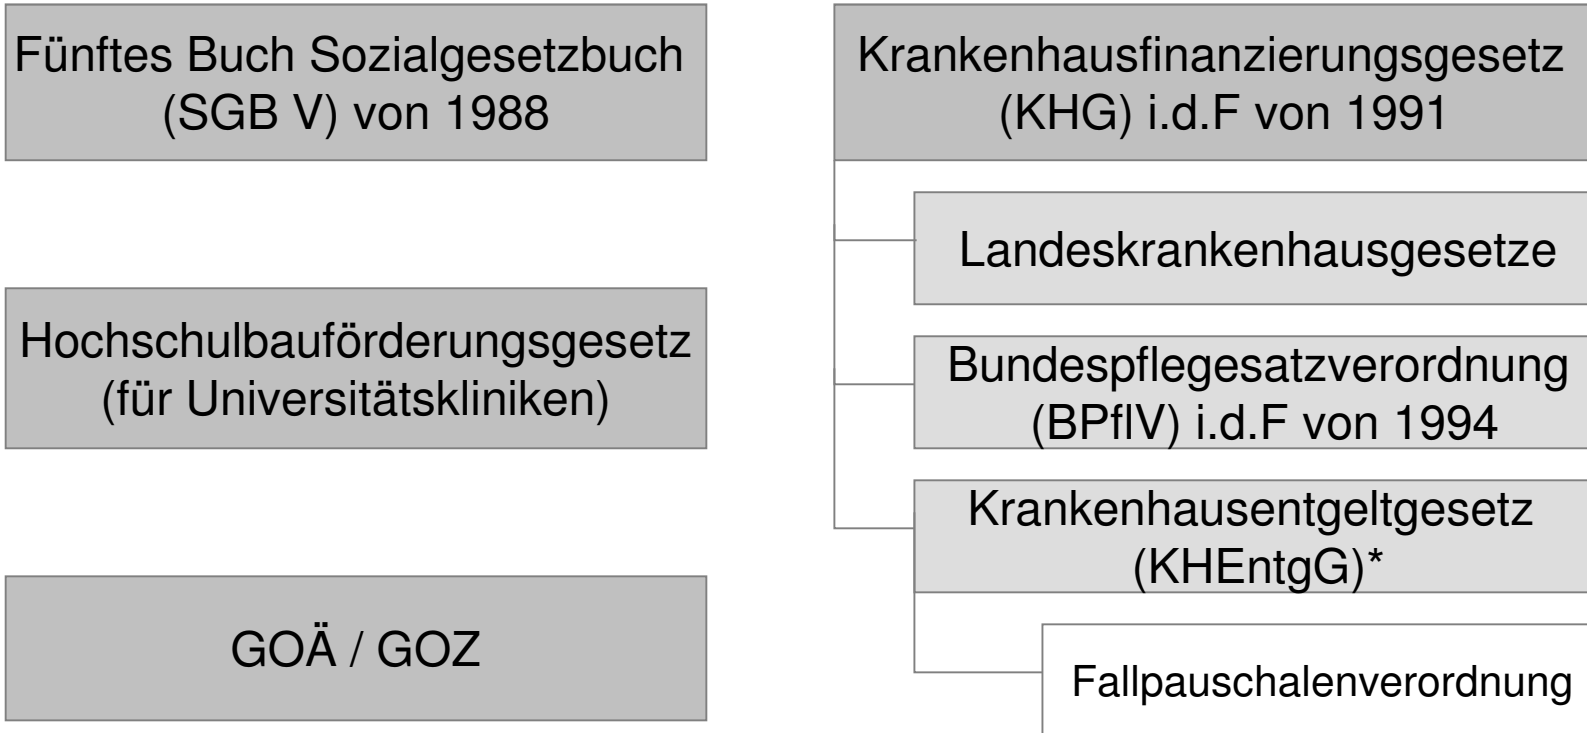 Fünftes Buch Sozialgesetzbuch
(SGB V) von 1988
Hochschulbauförderungsgesetz
(für Universitätskliniken)
GOÄ / GOZ
Krankenhausfinanzierungsgesetz
(KHG) i.d.F von 1991
Landeskrankenhausgesetze
Bundespflegesatzverordnung
(BPflV) i.d.F von 1994
Krankenhausentgeltgesetz
(KHEntgG)*
Fallpauschalenverordnung